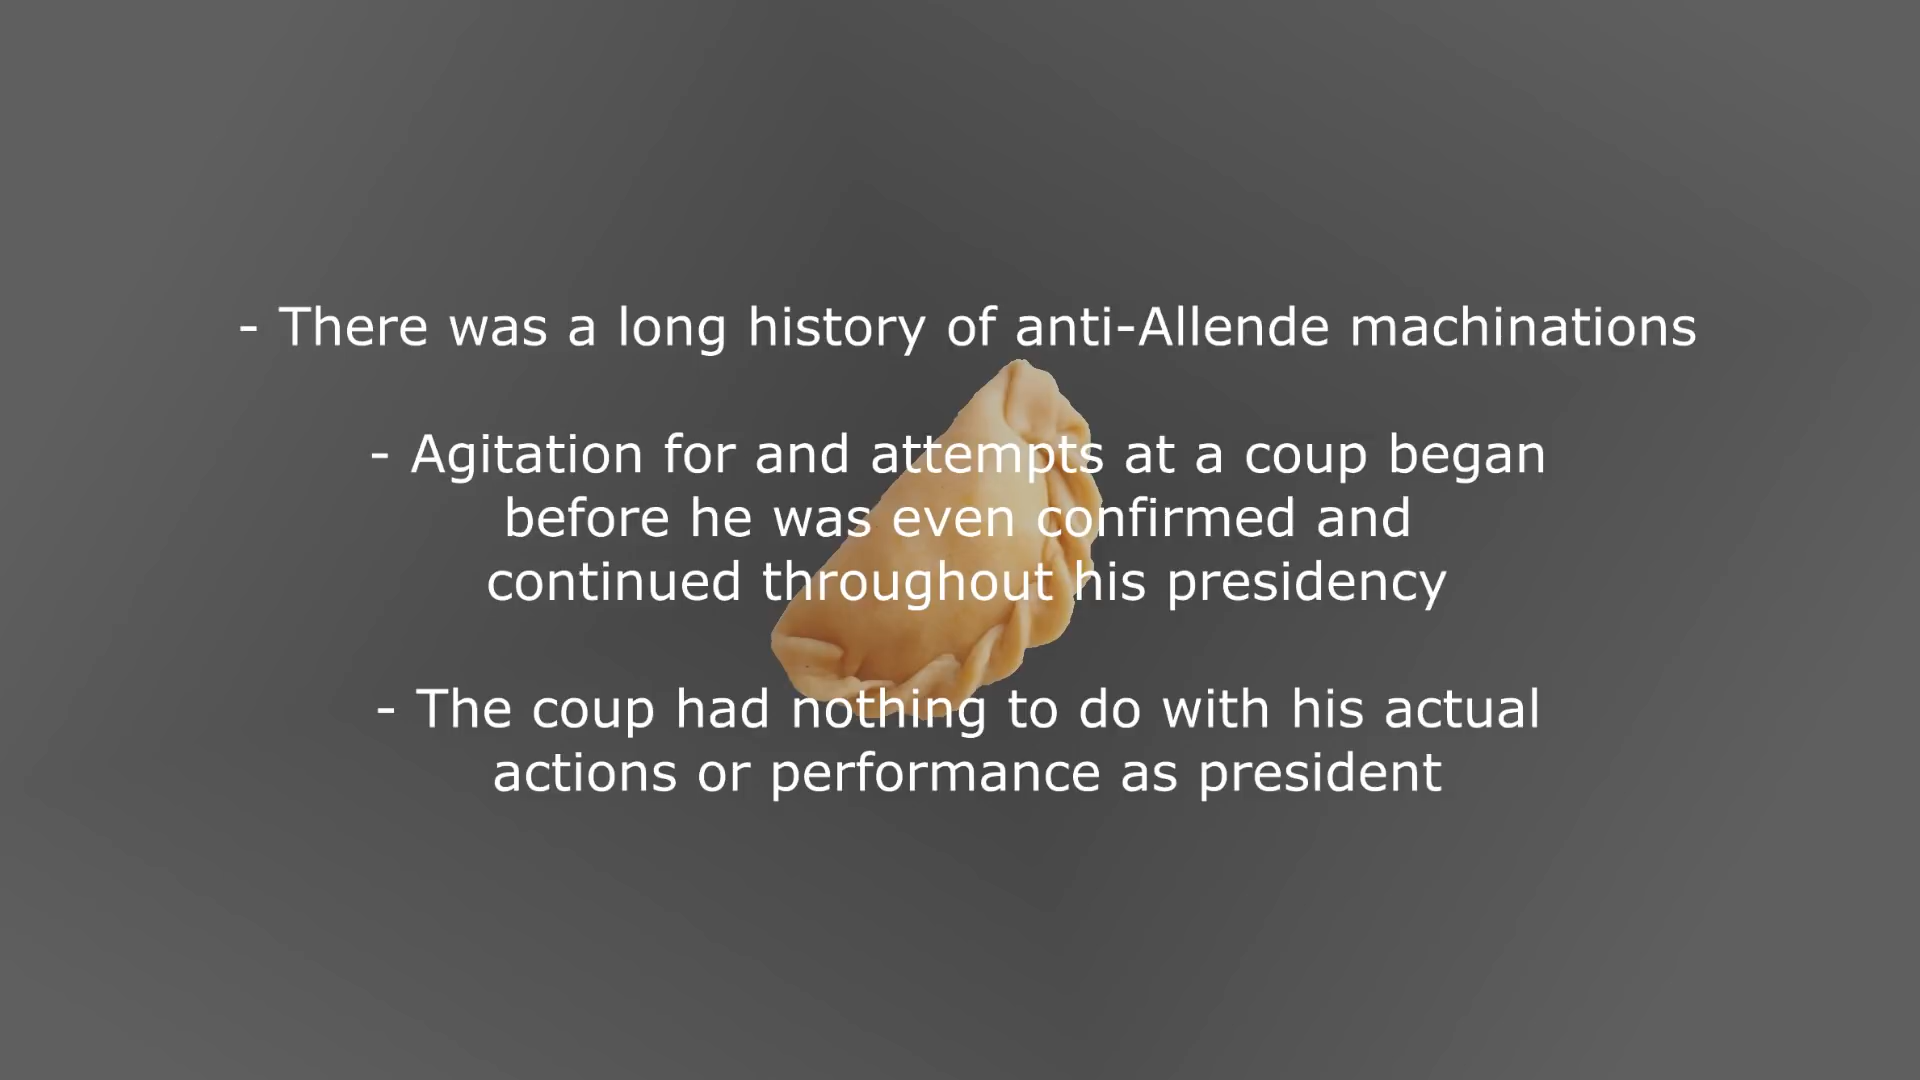 - There was a long history of anti-Allende machinations
- Agitation for and attempts at a coup began
before he was even confirmed and
continued throughout his presidency
- The coup had nothing to do with his actual
actions or performance as president